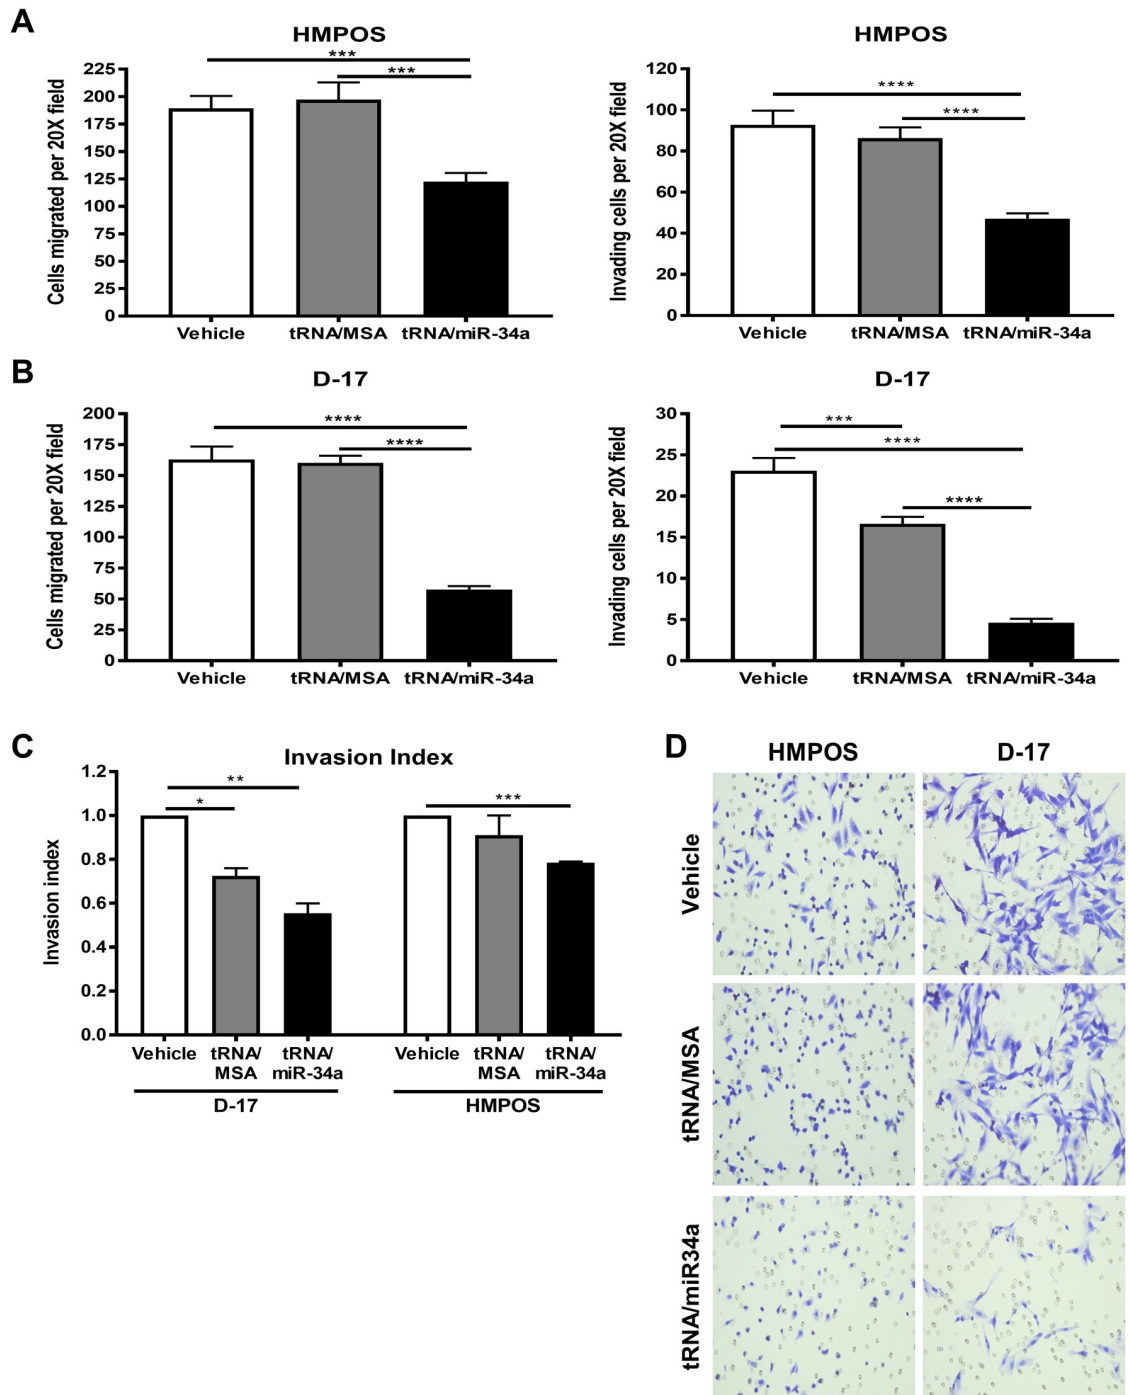 A
HMPOS
***
***
Cells migrated per 20X field
225
200
175
150
125
100
75
50
25
0
Vehicle
tRNA/MSA
tRNA/miR-34a
HMPOS
****
****
Invading cells per 20X field
120
100
80
60
40
20
0
Vehicle
tRNA/MSA
tRNA/miR-34a
B
D-17
****
****
Cells migrated per 20X field
200
175
150
125
100
75
50
25
0
Vehicle
tRNA/MSA
tRNA/miR-34a
D-17
***
****
****
Invading cells per 20X field
30
25
20
15
10
5
0
Vehicle
tRNA/MSA
tRNA/miR-34a
C
Invasion Index
**
*
***
Invasion index
1.2
1.0
0.8
0.6
0.4
0.2
0.0
Vehicle
tRNA/
MSA
tRNA/
miR-34a
D-17
Vehicle
tRNA/
MSA
tRNA/
miR-34a
HMPOS
D
HMPOS
D-17
Vehicle
tRNA/MSA
tRNA/miR34a